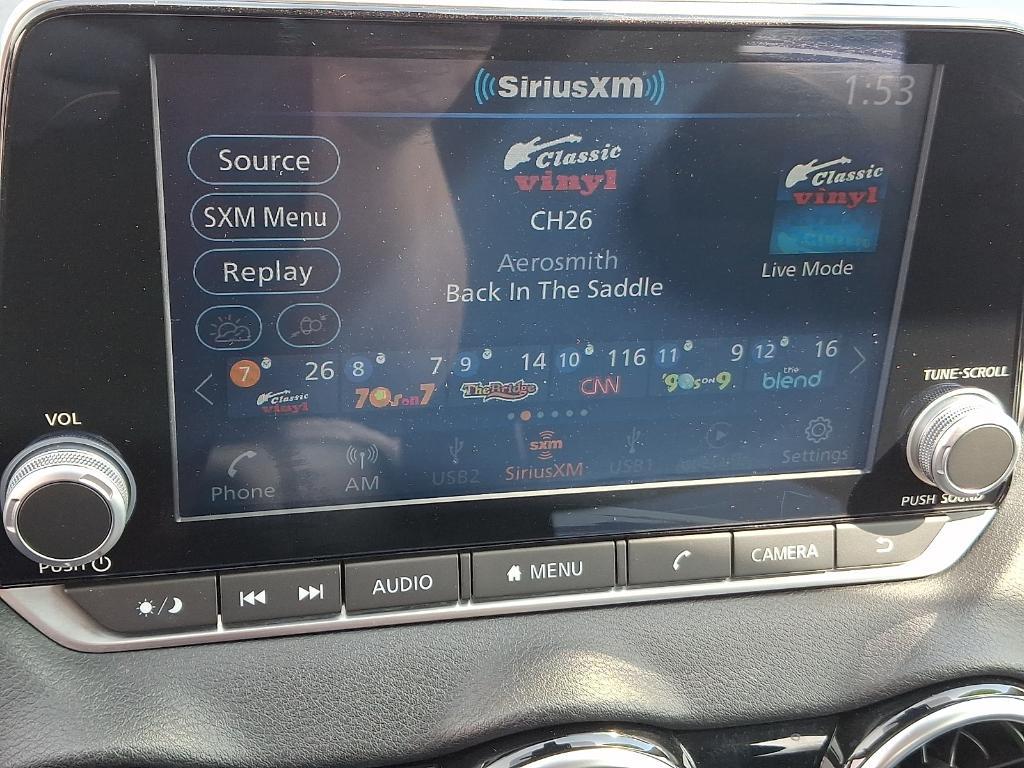 SiriusXM
1:53
Source
SXM Menu
Replay
Classic
vinyl
CH26
Aerosmith
Back In The Saddle
Classic
vinyl
Live Mode
7 26
Classic
vinyl
8 7
70s on 7
9 14
The Bridge
10 116
CNN
11 9
90s ON 9
12 16
the
blend
Phone
AM
USB2
sxm
SiriusXM
USB1
Settings
VOL
PUSH
TUNE·SCROLL
PUSH SOUND
AUDIO
MENU
CAMERA